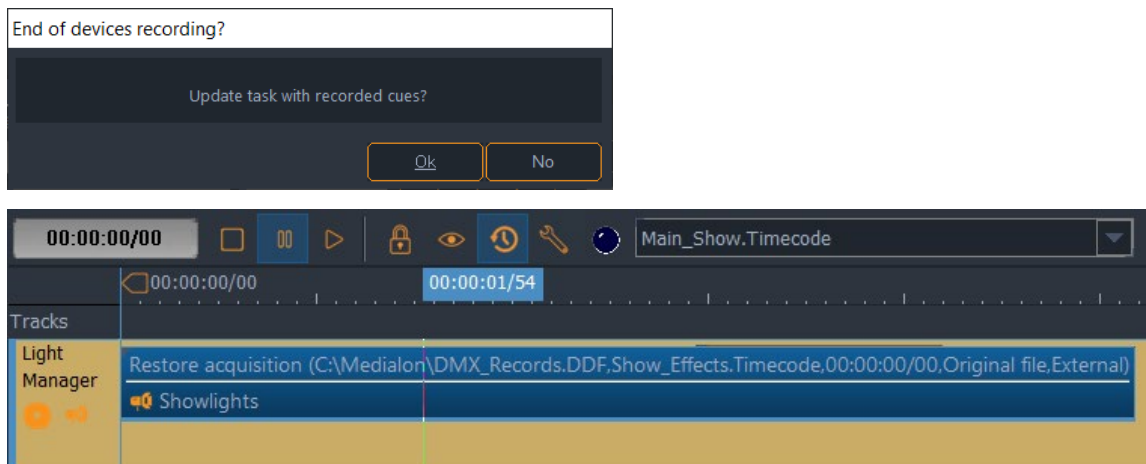 End of devices recording?
Update task with recorded cues?
Ok
No
00:00:00/00
Main_Show.Timecode
00:00:00/00
00:00:01/54
Tracks
Light
Manager
Restore acquisition (C:\Medialon\DMX_Records.DDF,Show_Effects.Timecode,00:00:00/00,Original file,External)
Showlights